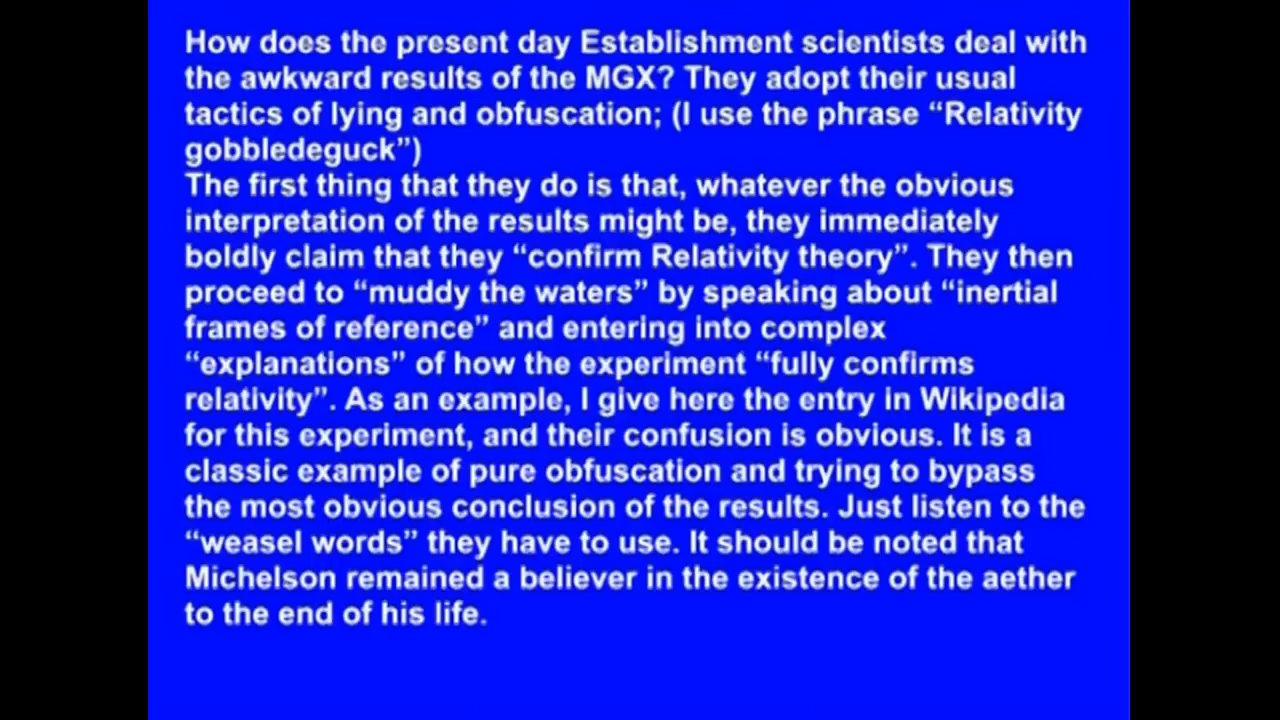 How does the present day Establishment scientists deal with
the awkward results of the MGX? They adopt their usual
tactics of lying and obfuscation; (I use the phrase “Relativity
gobbledeguck”)
The first thing that they do is that, whatever the obvious
interpretation of the results might be, they immediately
boldly claim that they “confirm Relativity theory”. They then
proceed to “muddy the waters” by speaking about “inertial
frames of reference” and entering into complex
“explanations” of how the experiment “fully confirms
relativity”. As an example, I give here the entry in Wikipedia
for this experiment, and their confusion is obvious. It is a
classic example of pure obfuscation and trying to bypass
the most obvious conclusion of the results. Just listen to the
“weasel words” they have to use. It should be noted that
Michelson remained a believer in the existence of the aether
to the end of his life.